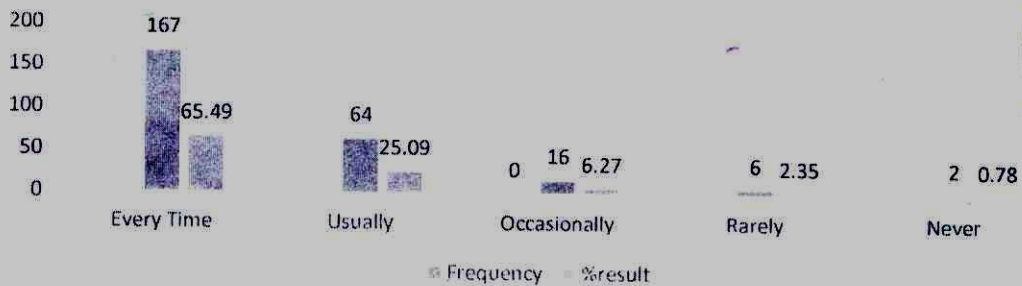 200
167
150
100
65.49
64
50
25.09
0
0
16
6.27
6
2.35
2
0.78
Every Time
Usually
Occasionally
Rarely
Never
Frequency
%result